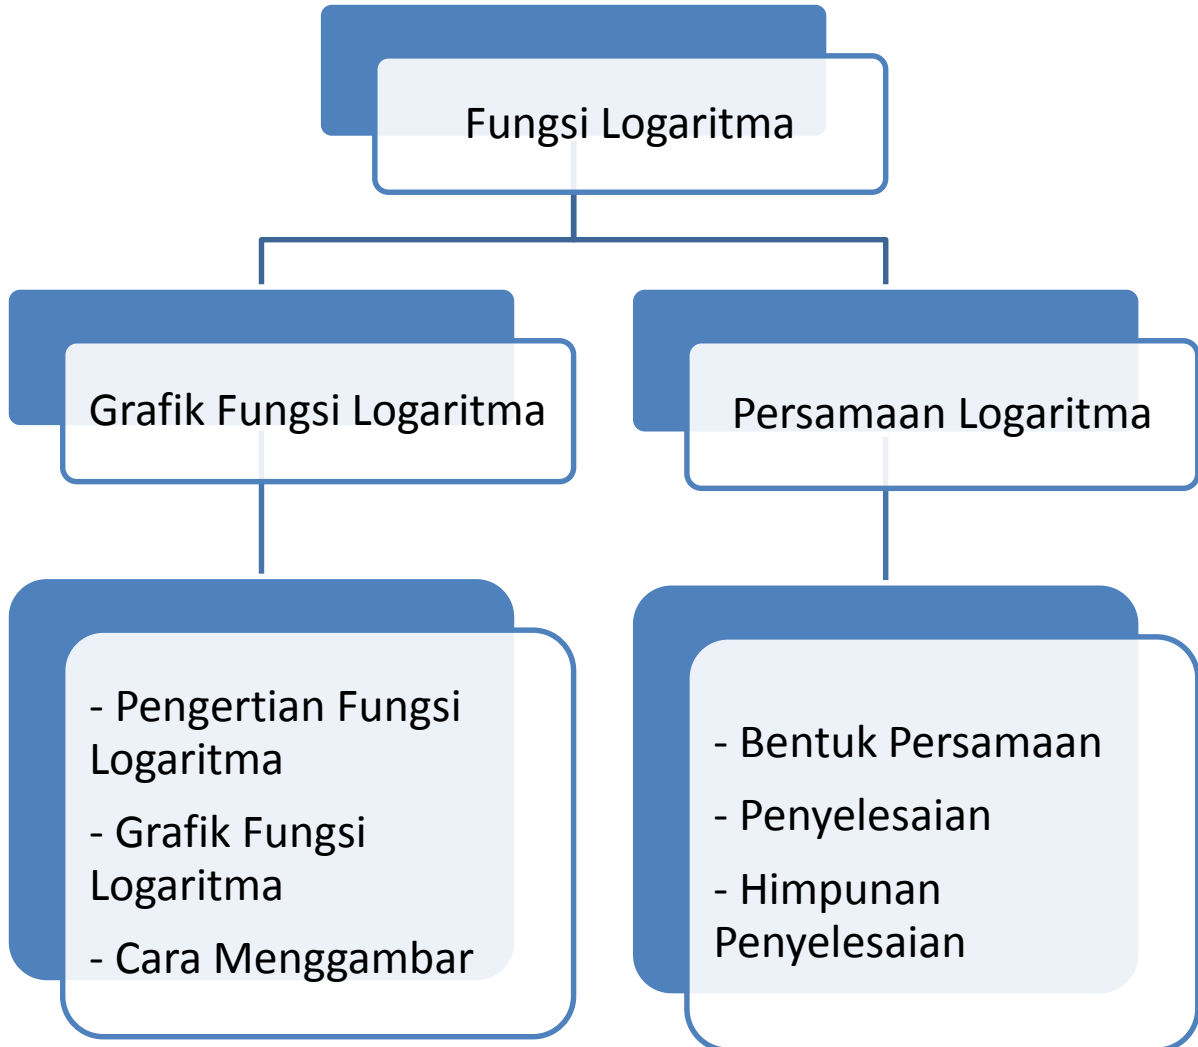 Fungsi Logaritma
Grafik Fungsi Logaritma
Persamaan Logaritma
- Pengertian Fungsi
Logaritma
- Grafik Fungsi
Logaritma
- Cara Menggambar
- Bentuk Persamaan
- Penyelesaian
- Himpunan
Penyelesaian